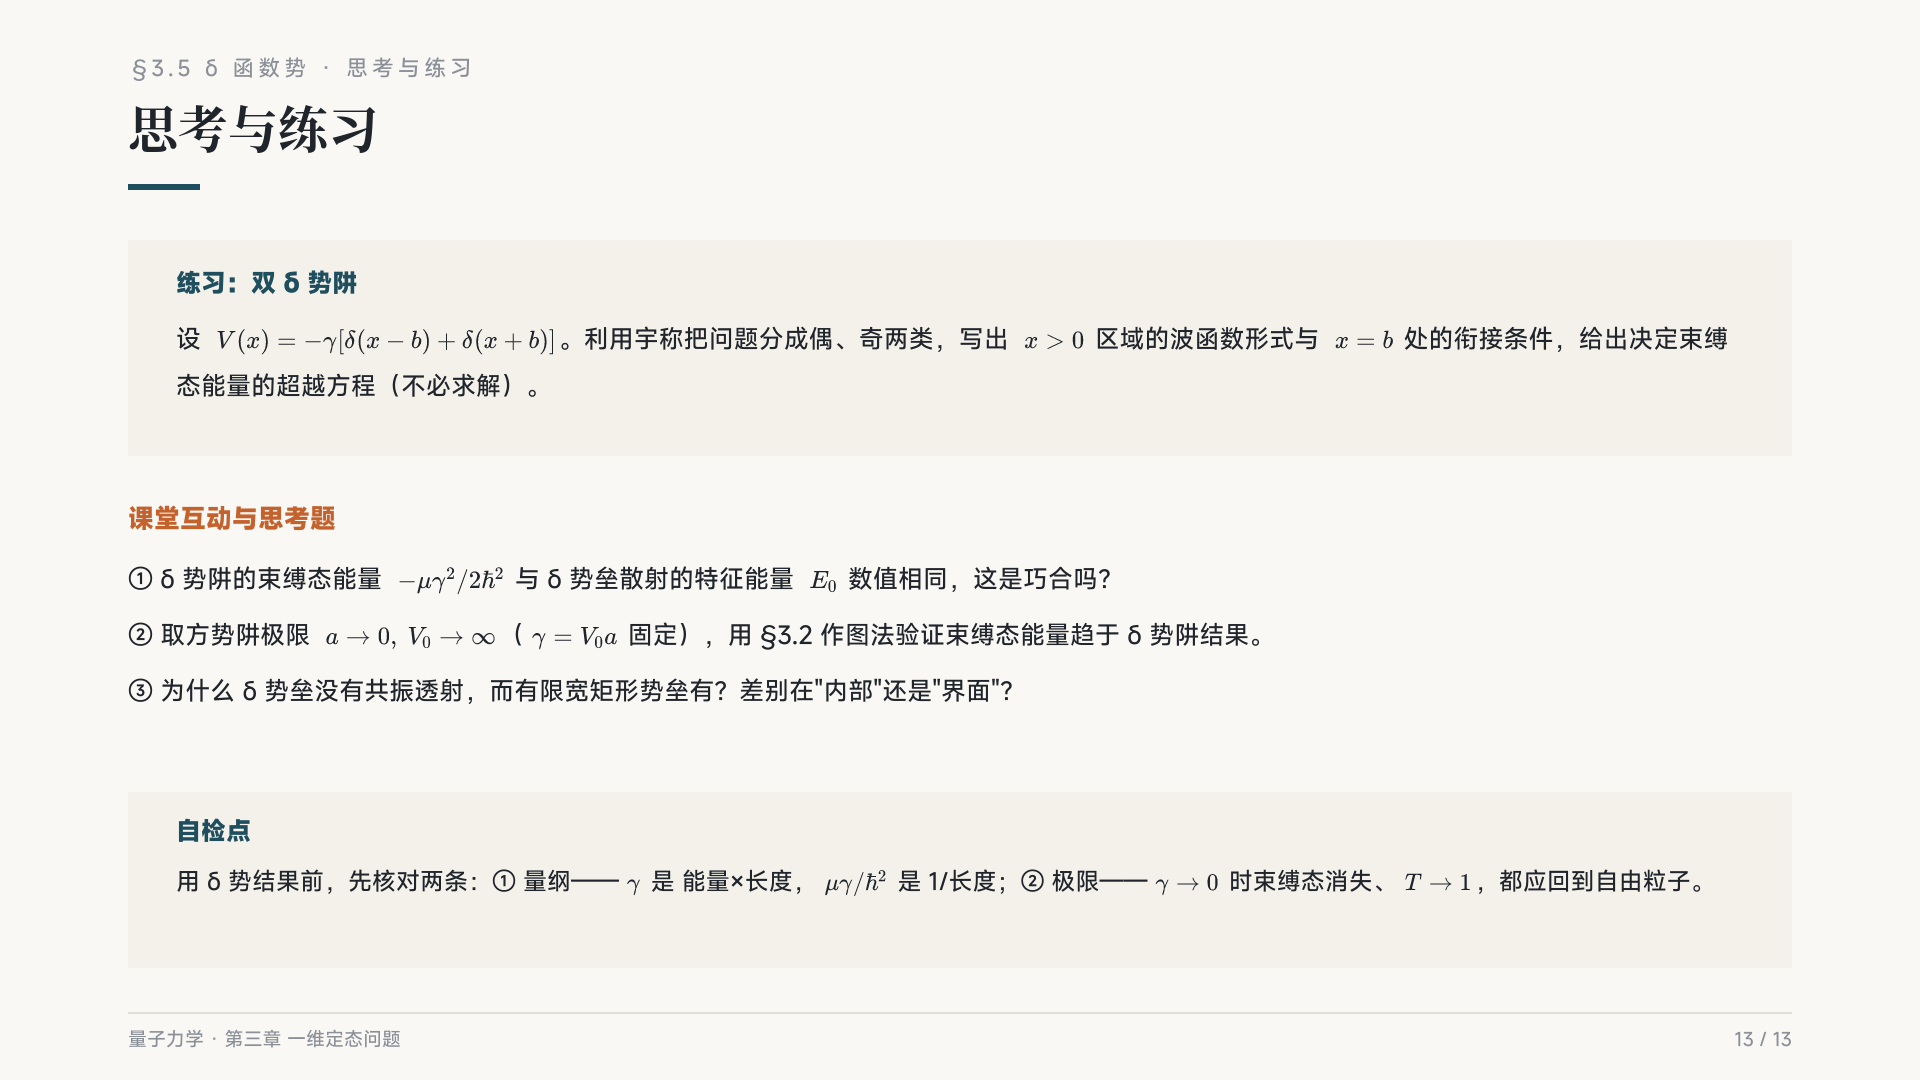 §3.5 δ 函数势 · 思考与练习
思考与练习
练习：双 δ 势阱
设 V(x) = −γ[δ(x − b) + δ(x + b)]。利用宇称把问题分成偶、奇两类，写出 x > 0 区域的波函数形式与 x = b 处的衔接条件，给出决定束缚
态能量的超越方程（不必求解）。
课堂互动与思考题
① δ 势阱的束缚态能量 −μγ²/2ħ² 与 δ 势垒散射的特征能量 E₀ 数值相同，这是巧合吗？
② 取方势阱极限 a → 0, V₀ → ∞（γ = V₀a 固定），用 §3.2 作图法验证束缚态能量趋于 δ 势阱结果。
③ 为什么 δ 势垒没有共振透射，而有限宽矩形势垒有？差别在"内部"还是"界面"？
自检点
用 δ 势结果前，先核对两条：① 量纲—— γ 是 能量×长度， μγ/ħ² 是 1/长度；② 极限—— γ → 0 时束缚态消失、 T → 1，都应回到自由粒子。
量子力学 · 第三章 一维定态问题
13 / 13